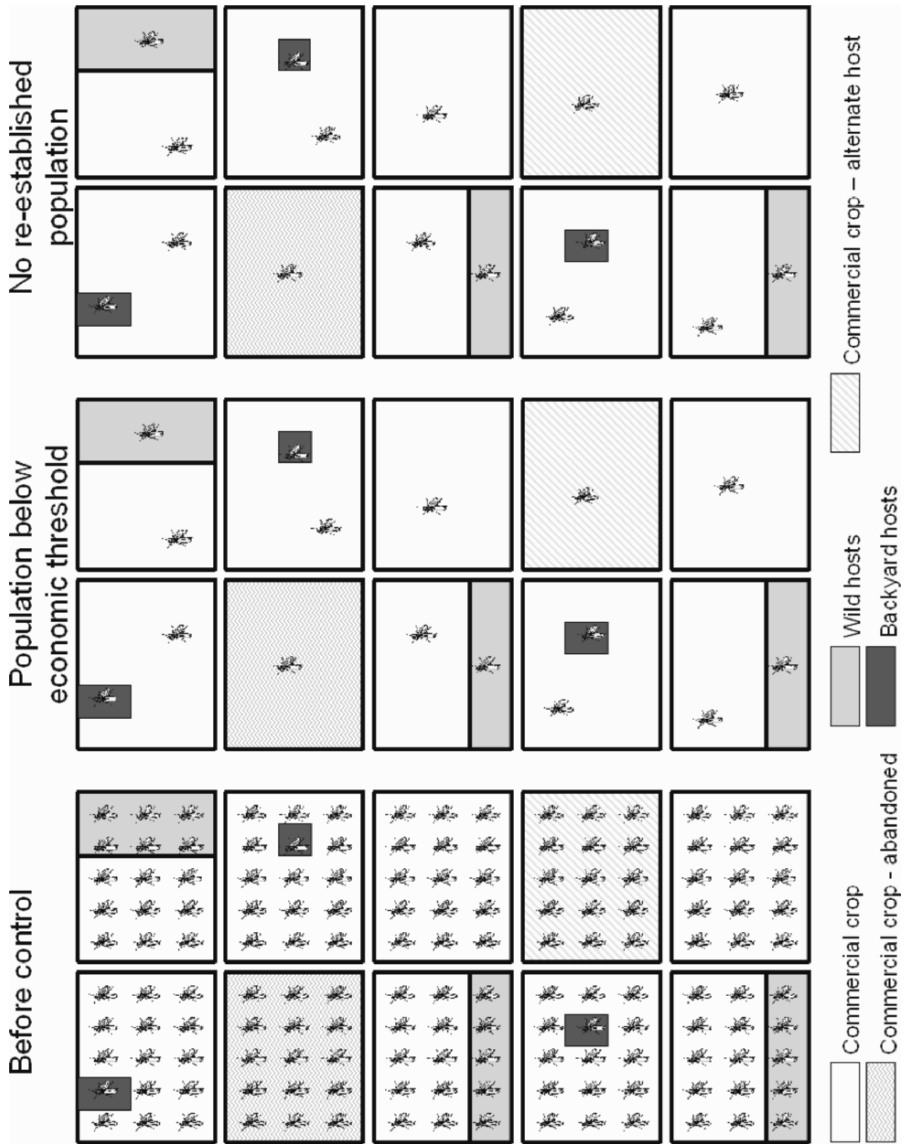 Before control
Population below
economic threshold
No re-established
population
Commercial crop
Commercial crop - abandoned
Wild hosts
Backyard hosts
Commercial crop – alternate host